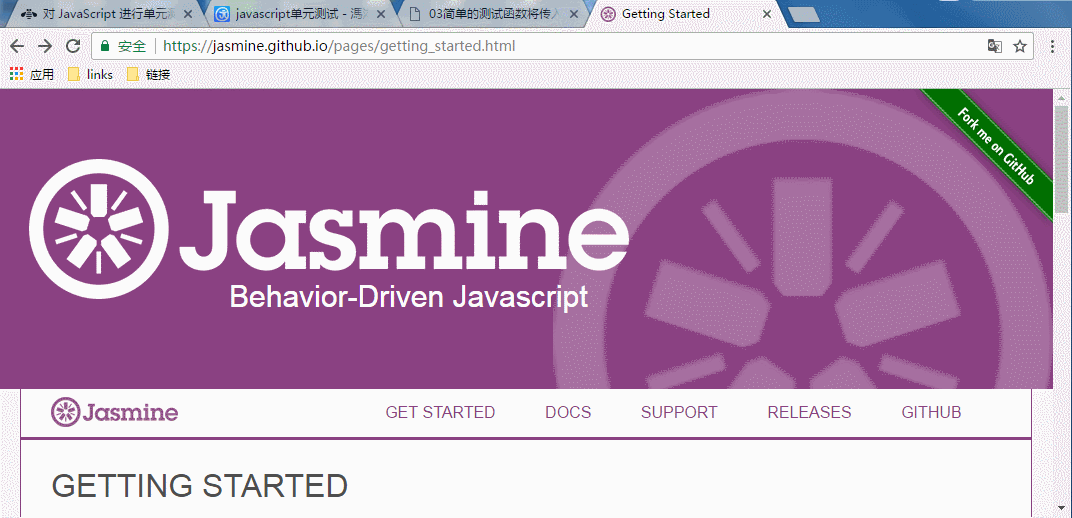 对 JavaScript 进行单元
javascript单元测试 -
03简单的测试函数将传入
Getting Started
安全
https://jasmine.github.io/pages/getting_started.html
应用
links
链接
Fork me on GitHub
Jasmine
Behavior-Driven Javascript
Jasmine
GET STARTED
DOCS
SUPPORT
RELEASES
GITHUB
GETTING STARTED